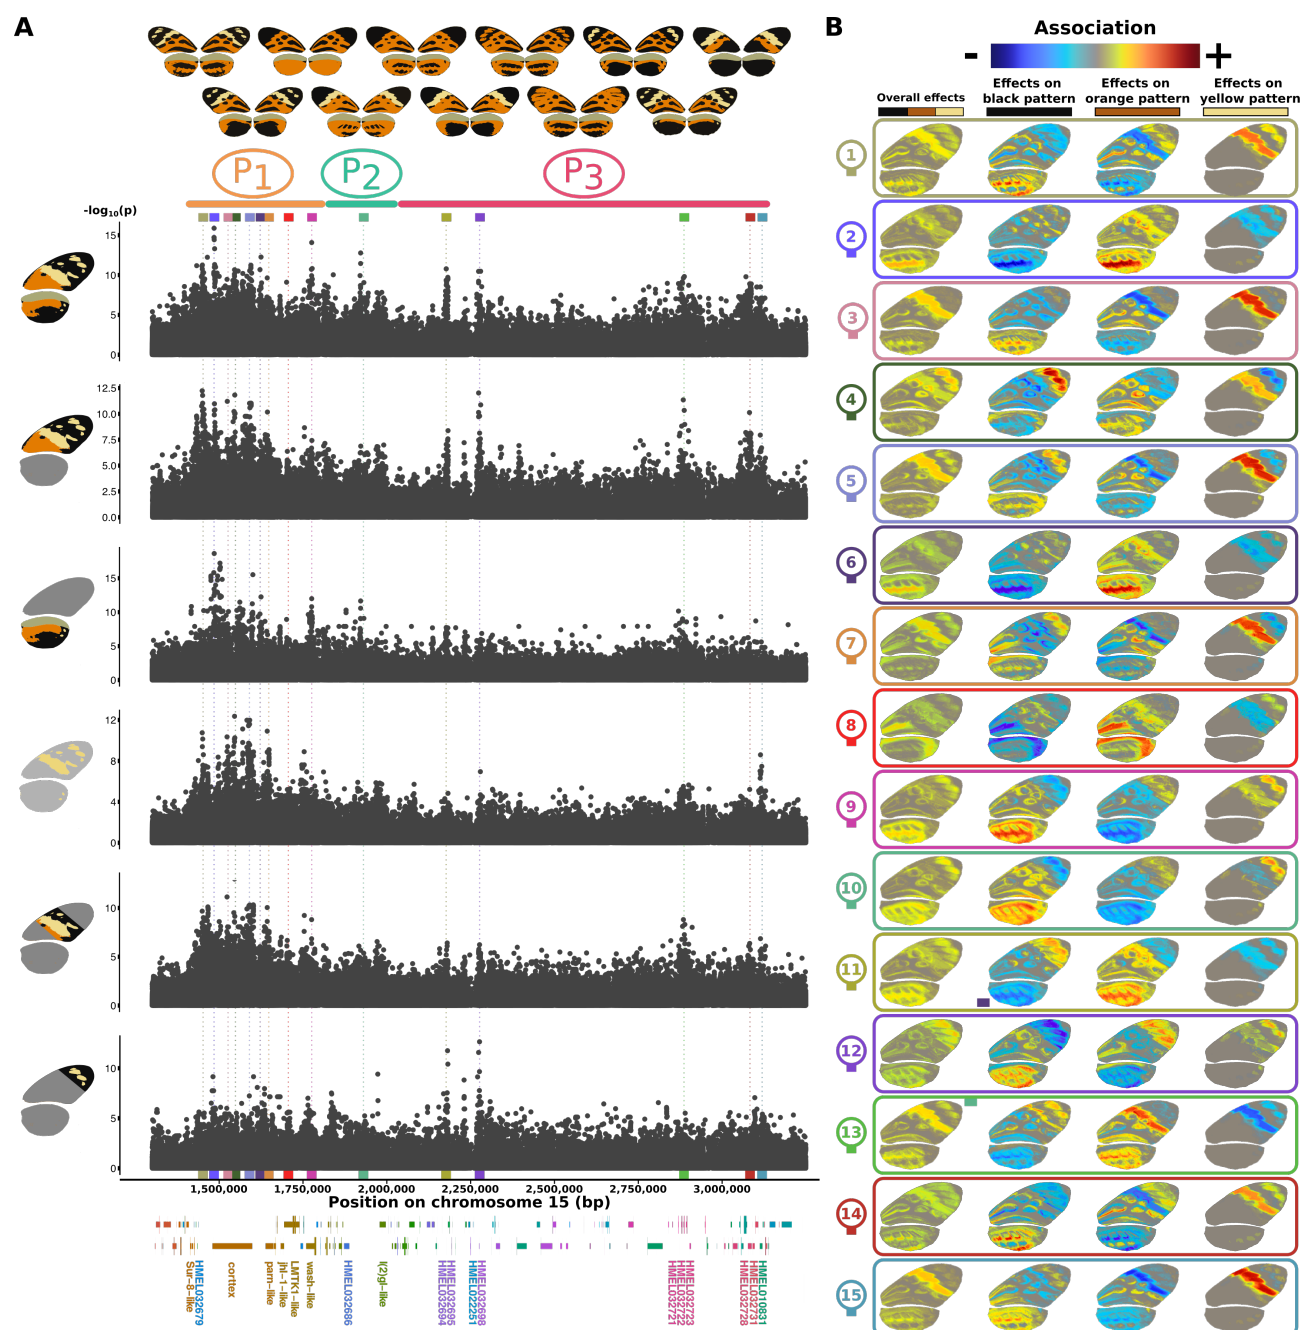 A
B
Association
- +
Overall effects
Effects on
black pattern
Effects on
orange pattern
Effects on
yellow pattern
P1
P2
P3
-log10(p)
15
10
5
0
12.5
10.0
7.5
5.0
2.5
0.0
15
10
5
0
12
8
4
0
10
5
0
10
5
0
1,500,000
1,750,000
2,000,000
2,250,000
2,500,000
2,750,000
3,000,000
Position on chromosome 15 (bp)
Sur-8-like
HMEL032679
corttex
parn-like
jhl-1-like
LMTK1-like
wash-like
HMEL032686
l(2)gl-like
HMEL032694
HMEL032695
HMEL022251
HMEL032698
HMEL032721
HMEL032722
HMEL032723
HMEL032728
HMEL032731
HMEL010831
1
2
3
4
5
6
7
8
9
10
11
12
13
14
15